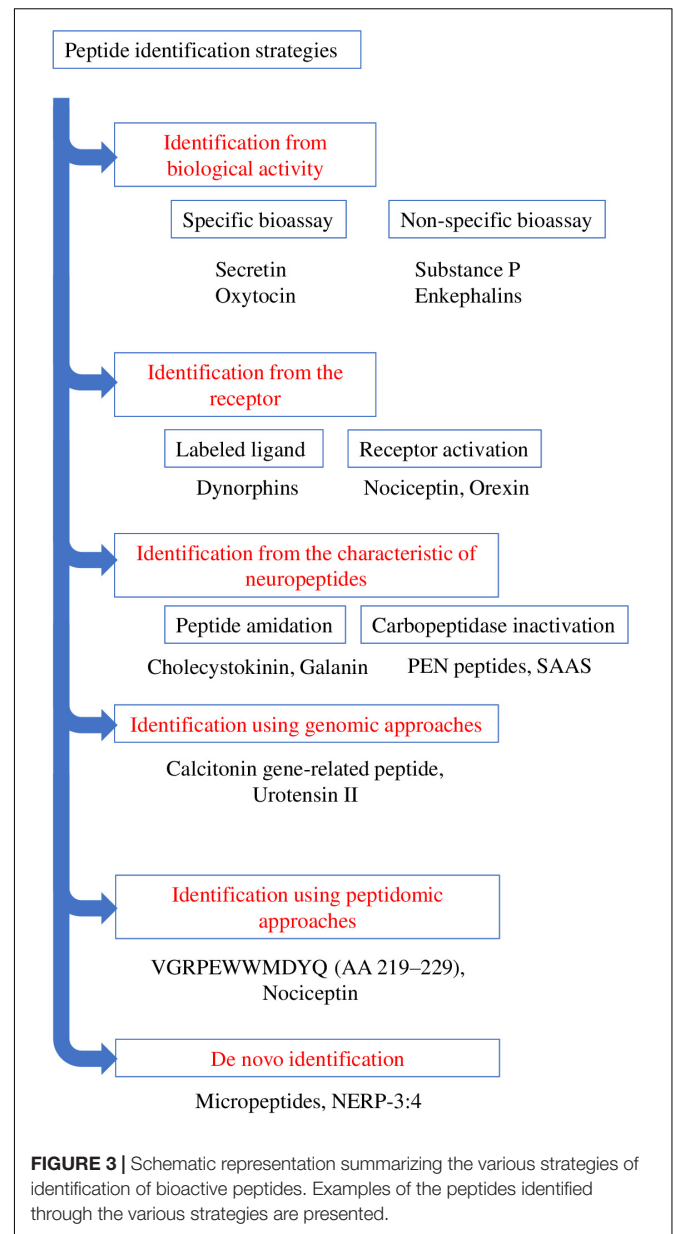 Peptide identification strategies
Identification from
biological activity
Specific bioassay
Non-specific bioassay
Secretin
Oxytocin
Substance P
Enkephalins
Identification from the
receptor
Labeled ligand
Receptor activation
Dynorphins
Nociceptin, Orexin
Identification from the characteristic of
neuropeptides
Peptide amidation
Carbopeptidase inactivation
Cholecystokinin, Galanin
PEN peptides, SAAS
Identification using genomic approaches
Calcitonin gene-related peptide,
Urotensin II
Identification using peptidomic
approaches
VGRPEWWMDYQ (AA 219–229),
Nociceptin
De novo identification
Micropeptides, NERP-3:4
FIGURE 3 | Schematic representation summarizing the various strategies of
identification of bioactive peptides. Examples of the peptides identified
through the various strategies are presented.